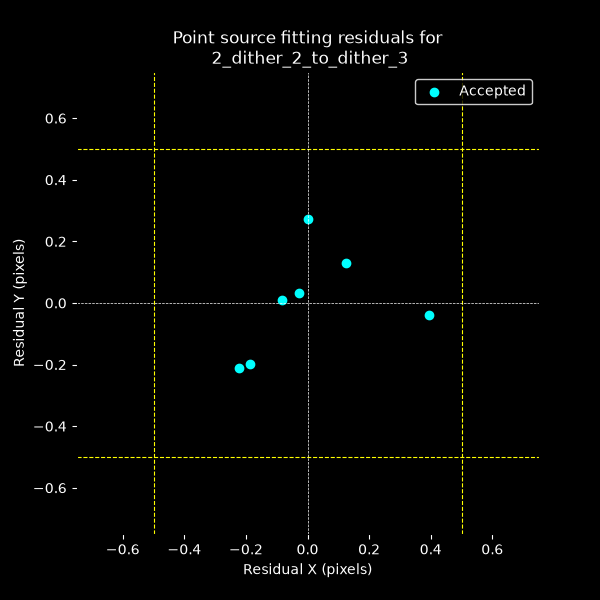 Point source fitting residuals for
2_dither_2_to_dither_3
Accepted
0.6
0.4
0.2
0.0
−0.2
−0.4
−0.6
Residual Y (pixels)
−0.6
−0.4
−0.2
0.0
0.2
0.4
0.6
Residual X (pixels)